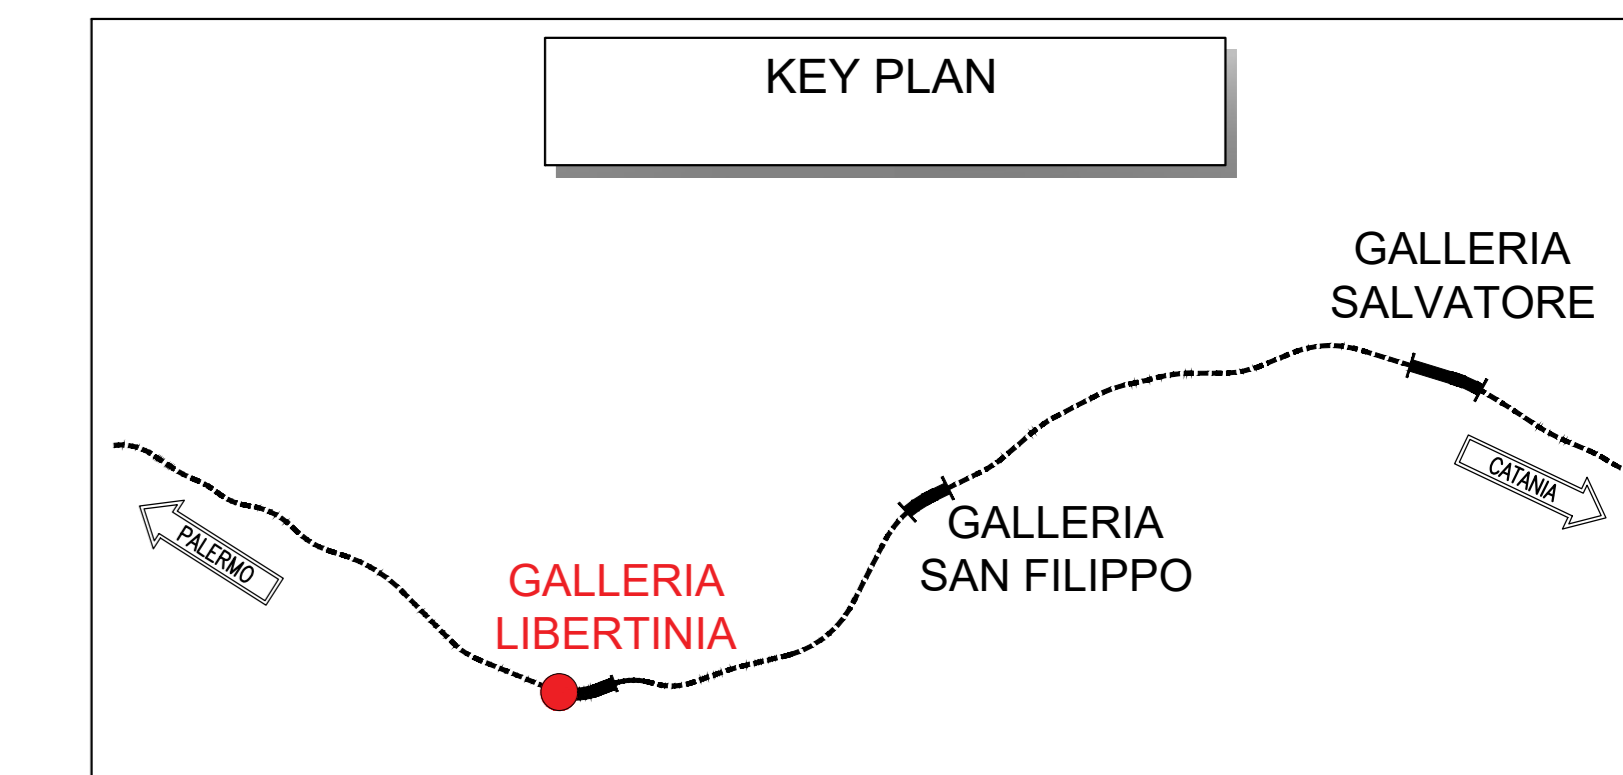 KEY PLAN
GALLERIA
SALVATORE
CATANIA
GALLERIA
SAN FILIPPO
PALERMO
GALLERIA
LIBERTINIA